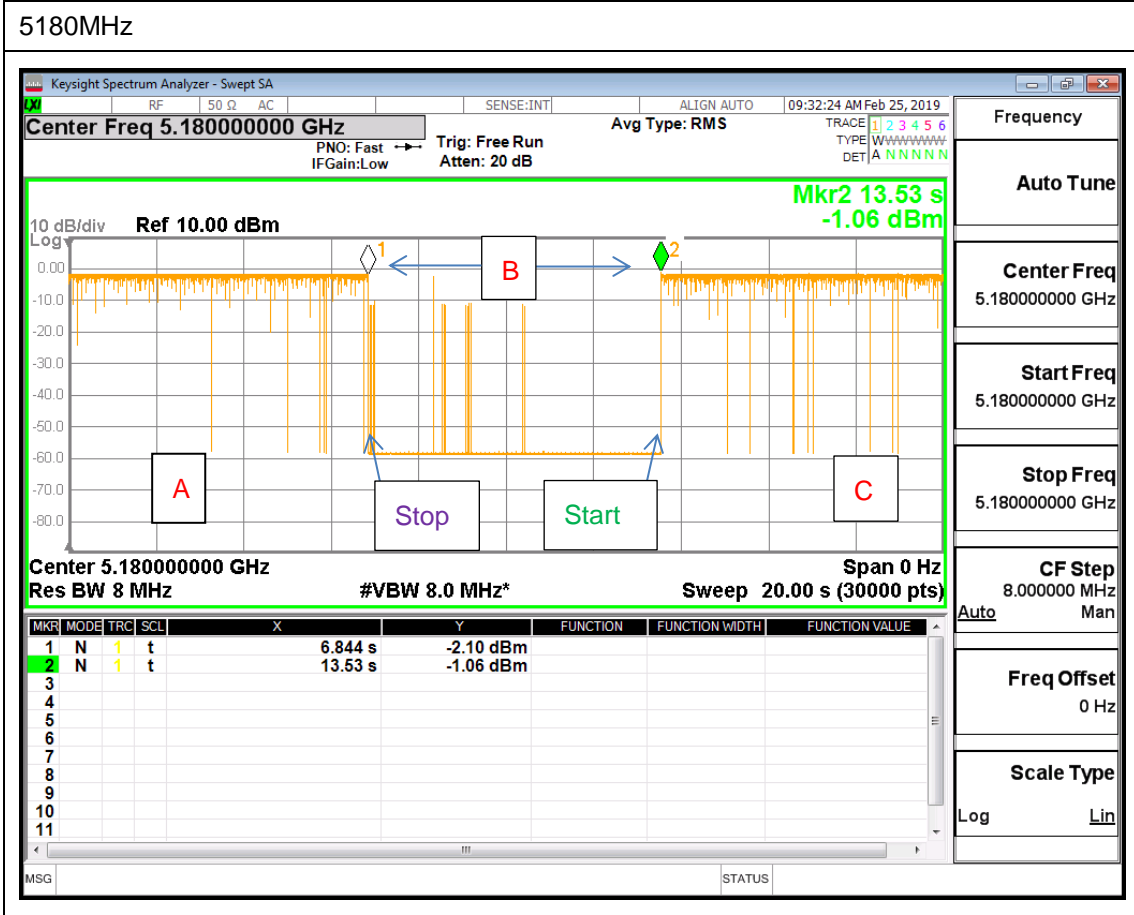 5180MHz
Keysight Spectrum Analyzer - Swept SA
LXI RF 50 Ω AC SENSE:INT ALIGN AUTO 09:32:24 AM Feb 25, 2019
Center Freq 5.180000000 GHz
PNO: Fast
IFGain:Low
Trig: Free Run
Atten: 20 dB
Avg Type: RMS
TRACE 1 2 3 4 5 6
TYPE WWWWWW
DET A N N N N N
Mkr2 13.53 s
-1.06 dBm
10 dB/div Ref 10.00 dBm
Log
0.00
-10.0
-20.0
-30.0
-40.0
-50.0
-60.0
-70.0
-80.0
1
B
2
A
Stop
Start
C
Center 5.180000000 GHz Span 0 Hz
Res BW 8 MHz #VBW 8.0 MHz* Sweep 20.00 s (30000 pts)
MKR MODE TRC SCL X Y FUNCTION FUNCTION WIDTH FUNCTION VALUE
1 N 1 t 6.844 s -2.10 dBm
2 N 1 t 13.53 s -1.06 dBm
3
4
5
6
7
8
9
10
11
MSG STATUS
Frequency
Auto Tune
Center Freq
5.180000000 GHz
Start Freq
5.180000000 GHz
Stop Freq
5.180000000 GHz
CF Step
8.000000 MHz
Auto Man
Freq Offset
0 Hz
Scale Type
Log Lin